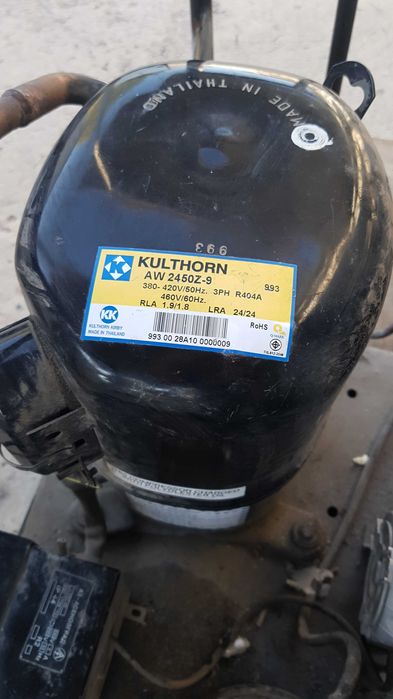 MADE IN THAILAND
993
KULTHORN
AW 2450Z-9 993
380- 420V/50Hz. 3PH R404A
460V/60Hz.
RLA 1.9/1.8 LRA 24/24
KK
KULTHORN KIRBY
MADE IN THAILAND
RoHS
993 00 28A10 0000009